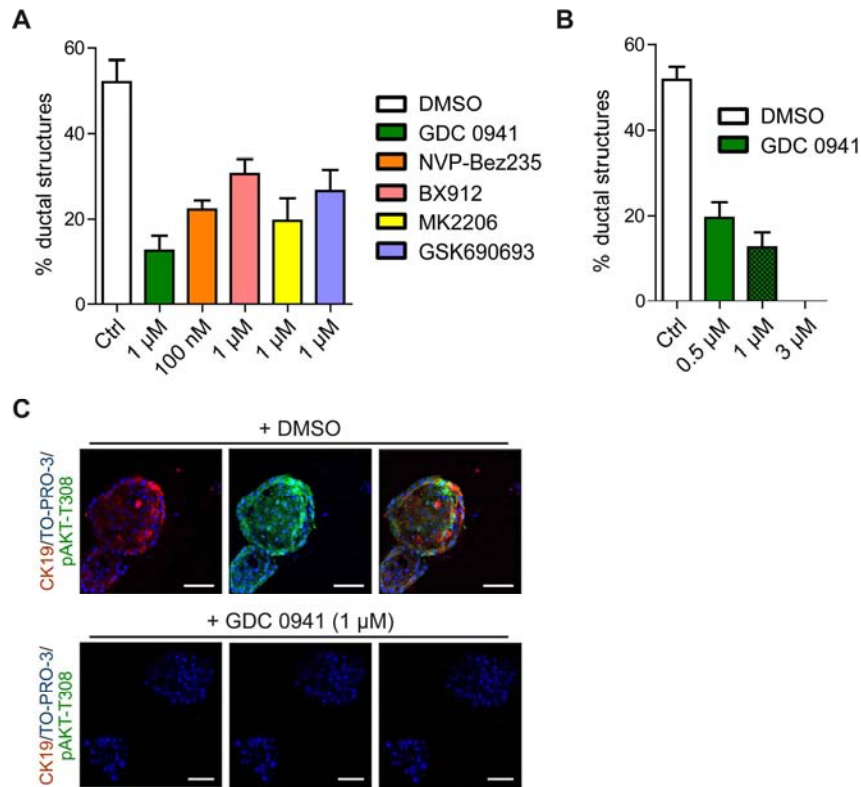 A
% ductal structures
60
40
20
0
Ctrl
1 µM
100 nM
1 µM
1 µM
1 µM
DMSO
GDC 0941
NVP-Bez235
BX912
MK2206
GSK690693
B
% ductal structures
60
40
20
0
Ctrl
0.5 µM
1 µM
3 µM
DMSO
GDC 0941
C
+ DMSO
CK19/TO-PRO-3/
pAKT-T308
+ GDC 0941 (1 µM)
CK19/TO-PRO-3/
pAKT-T308